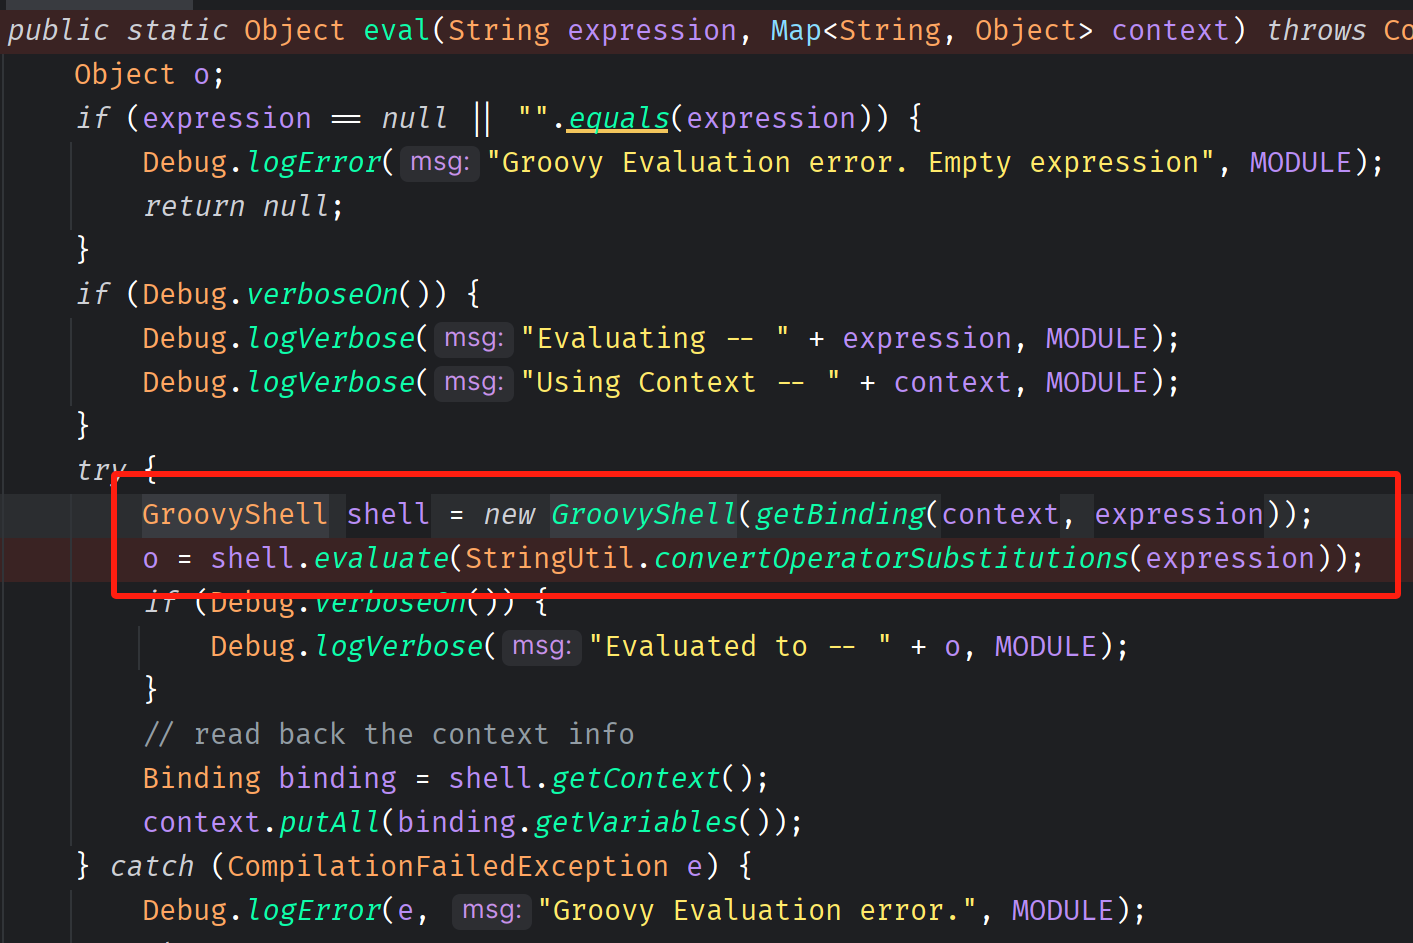 public static Object eval(String expression, Map<String, Object> context) throws Co
Object o;
if (expression == null || "".equals(expression)) {
Debug.logError( msg: "Groovy Evaluation error. Empty expression", MODULE);
return null;
}
if (Debug.verboseOn()) {
Debug.logVerbose( msg: "Evaluating -- " + expression, MODULE);
Debug.logVerbose( msg: "Using Context -- " + context, MODULE);
}
try {
GroovyShell shell = new GroovyShell(getBinding(context, expression));
o = shell.evaluate(StringUtil.convertOperatorSubstitutions(expression));
if (Debug.verboseOn()) {
Debug.logVerbose( msg: "Evaluated to -- " + o, MODULE);
}
// read back the context info
Binding binding = shell.getContext();
context.putAll(binding.getVariables());
} catch (CompilationFailedException e) {
Debug.logError(e, msg: "Groovy Evaluation error.", MODULE);